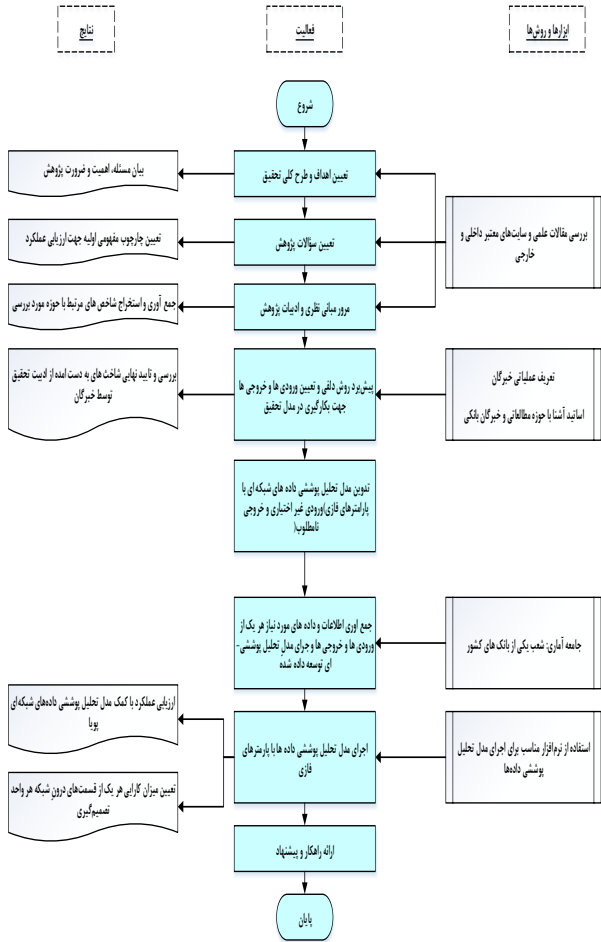 ابزارها و روش‌ها
فعالیت
نتایج
شروع
تعیین اهداف و طرح کلی تحقیق
بیان مسئله، اهمیت و ضرورت پژوهش
بررسی مقالات علمی و سایت‌های معتبر داخلی و
خارجی
تعیین سؤالات پژوهش
تعیین چارچوب مفهومی اولیه جهت ارزیابی عملکرد
مرور مبانی نظری و ادبیات پژوهش
جمع آوری و استخراج شاخص های مرتبط با حوزه مورد بررسی
تعریف عملیاتی خبرگان
اساتید آشنا با حوزه مطالعاتی و خبرگان بانکی
پیش‌برد روش دلفی و تعیین ورودی ها و خروجی ها
جهت بکارگیری در مدل تحقیق
بررسی و تایید نهایی شاخث های به دست امده از ادبیت تحقیق
توسط خبرگان
تدوین مدل تحلیل پوششی داده های شبکه ای با
پارامترهای فازی)ورودی غیر اختیاری و خروجی
نامطلوب(
جامعه آماری: شعب یکی از بانک های کشور
جمع اوری اطلاعات و داده های مورد نیاز هر یک از
ورودی ها و خروجی ها و جرای مدلِ تحلیل پوششی-
ای توسعه داده شده
استفاده از نرم‌افزار مناسب برای اجرای مدل تحلیل
پوششی داده‌ها
اجرای مدل تحلیل پوششی داده ها با پارمترهای
فازی
ارزیابی عملکرد با کمک مدل تحلیل پوششی داده‌های شبکه‌ای
پویا
تعیین میزان کارایی هر یک از قسمت‌های درونِ شبکه هر واحد
تصمیم‌گیری
ارائه راهکار و پیشنهاد
پایان